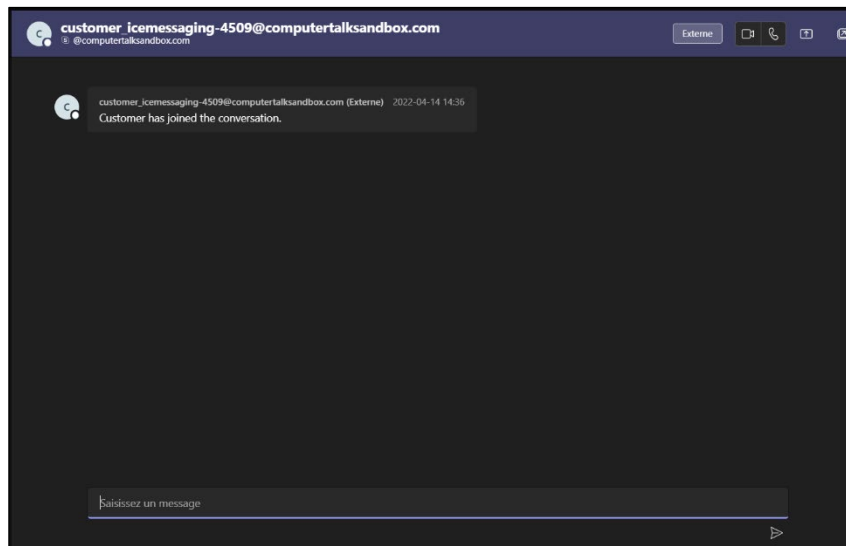 C
customer_icemessaging-4509@computertalksandbox.com
@computertalksandbox.com
Externe
C
customer_icemessaging-4509@computertalksandbox.com (Externe) 2022-04-14 14:36
Customer has joined the conversation.
Saisissez un message